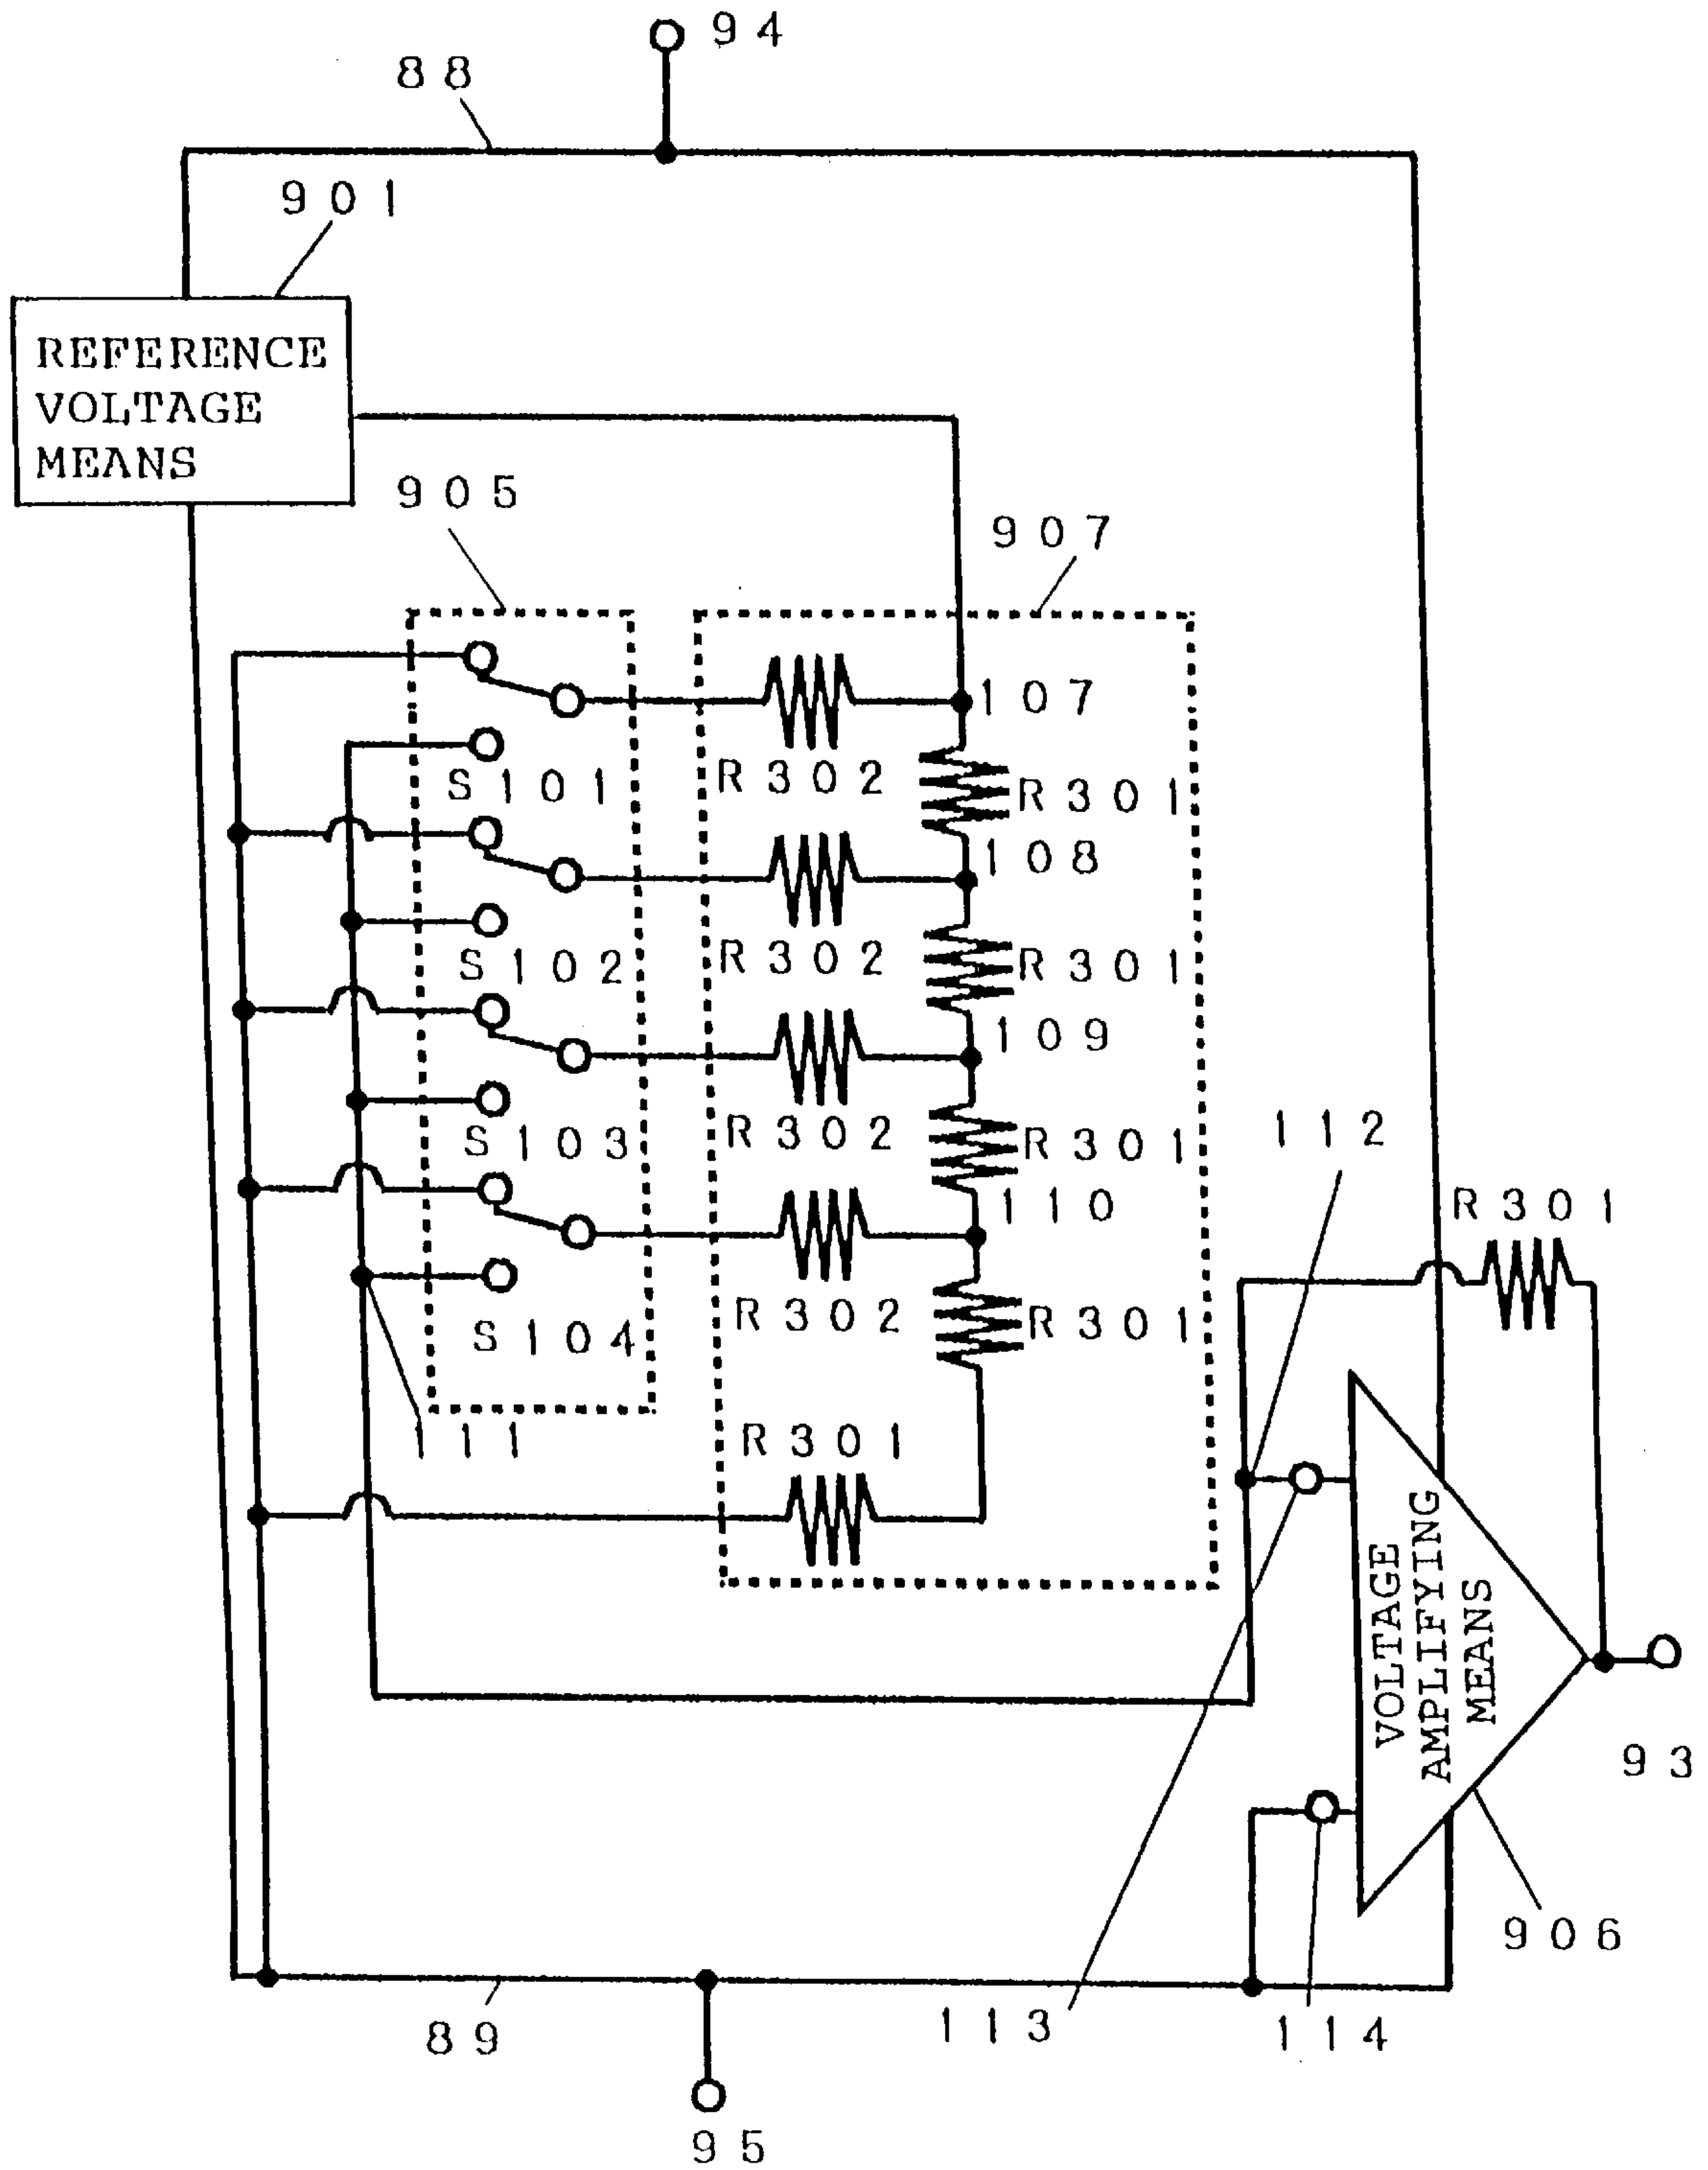 94
88
901
REFERENCE
VOLTAGE
MEANS
905
907
107
S101
R302
R301
108
S102
R302
R301
109
S103
R302
R301
112
110
R301
S104
R302
R301
111
R301
VOLTAGE
AMPLIFYING
MEANS
93
906
89
113
114
95